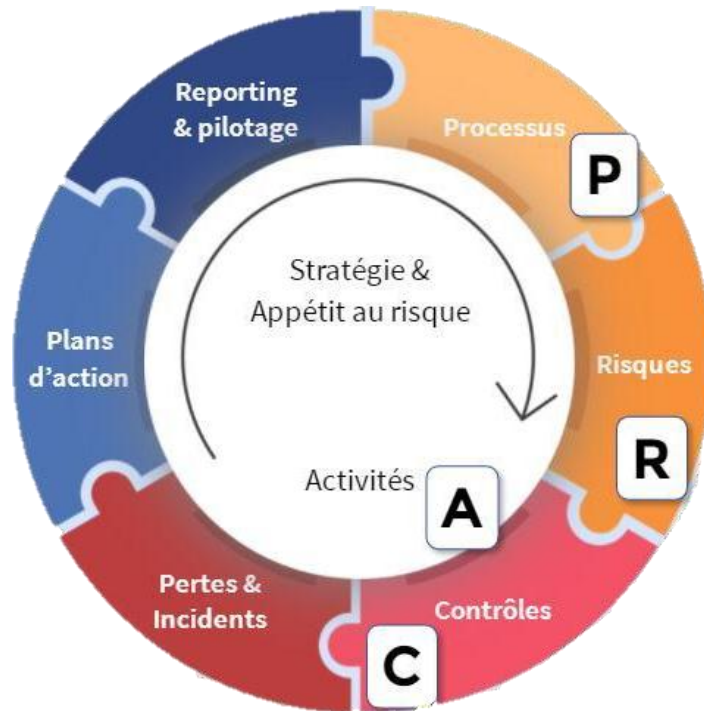 Reporting
& pilotage
Processus
P
Stratégie &
Appétit au risque
Plans
d’action
Risques
R
Activités
A
Pertes &
Incidents
Contrôles
C